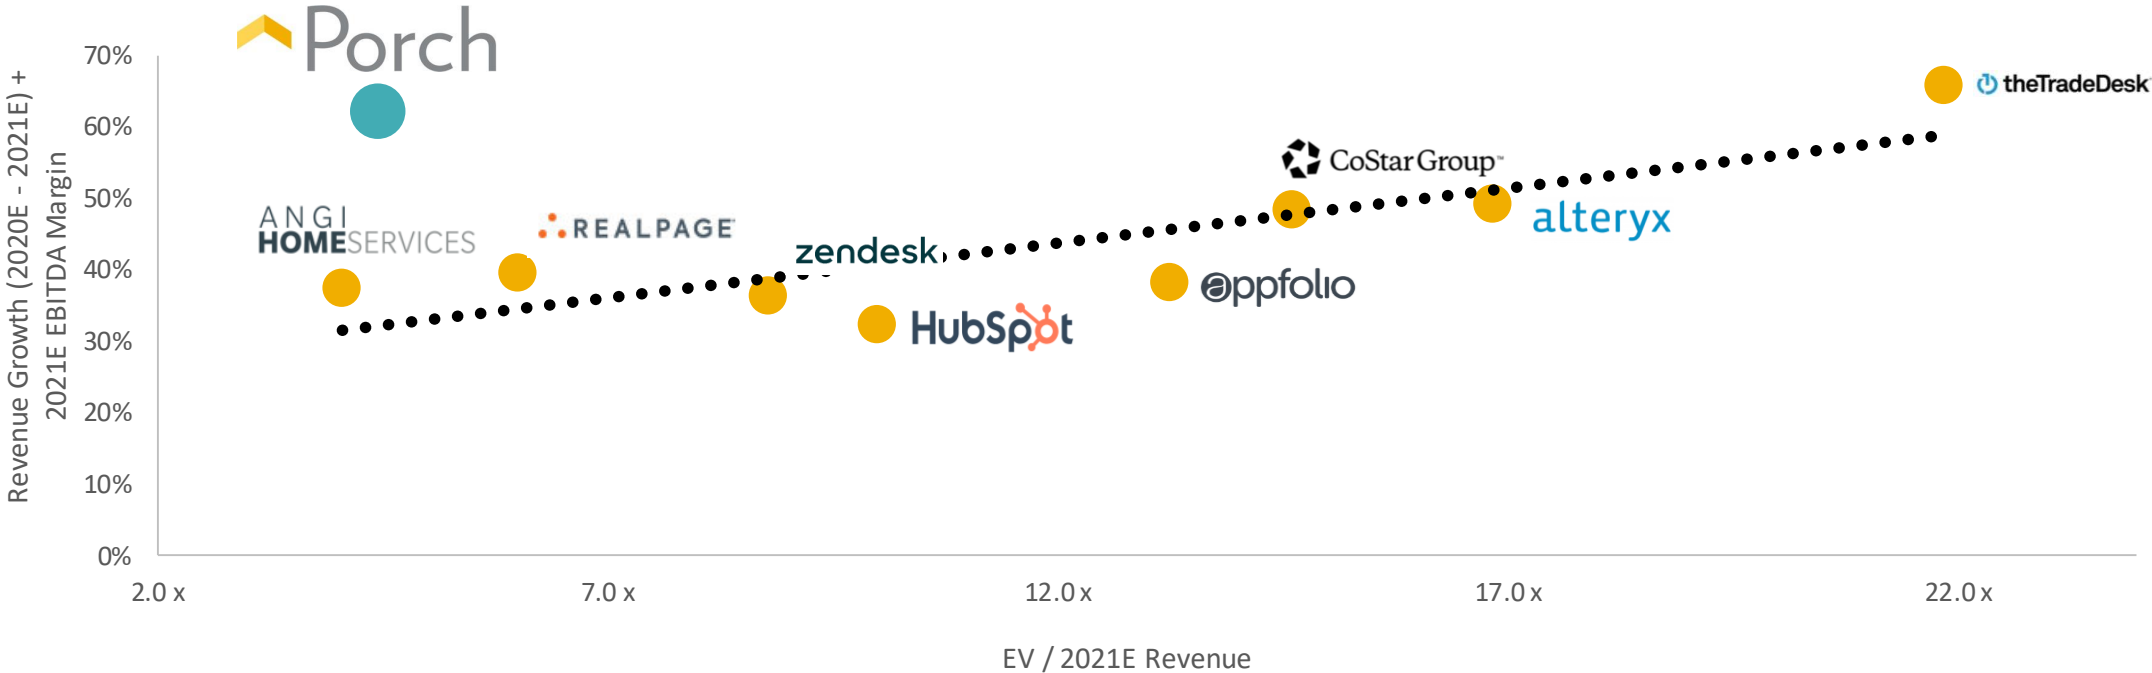 Porch
70%
60%
50%
40%
30%
20%
10%
0%
Revenue Growth (2020E - 2021E) +
2021E EBITDA Margin
theTradeDesk
CoStar Group™
alteryx
ANGI
HOMESERVICES
REALPAGE
zendesk
appfolio
HubSpot
2.0 x
7.0 x
12.0 x
17.0 x
22.0 x
EV / 2021E Revenue